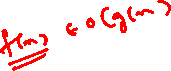 f(n) ∈ O(g(n))